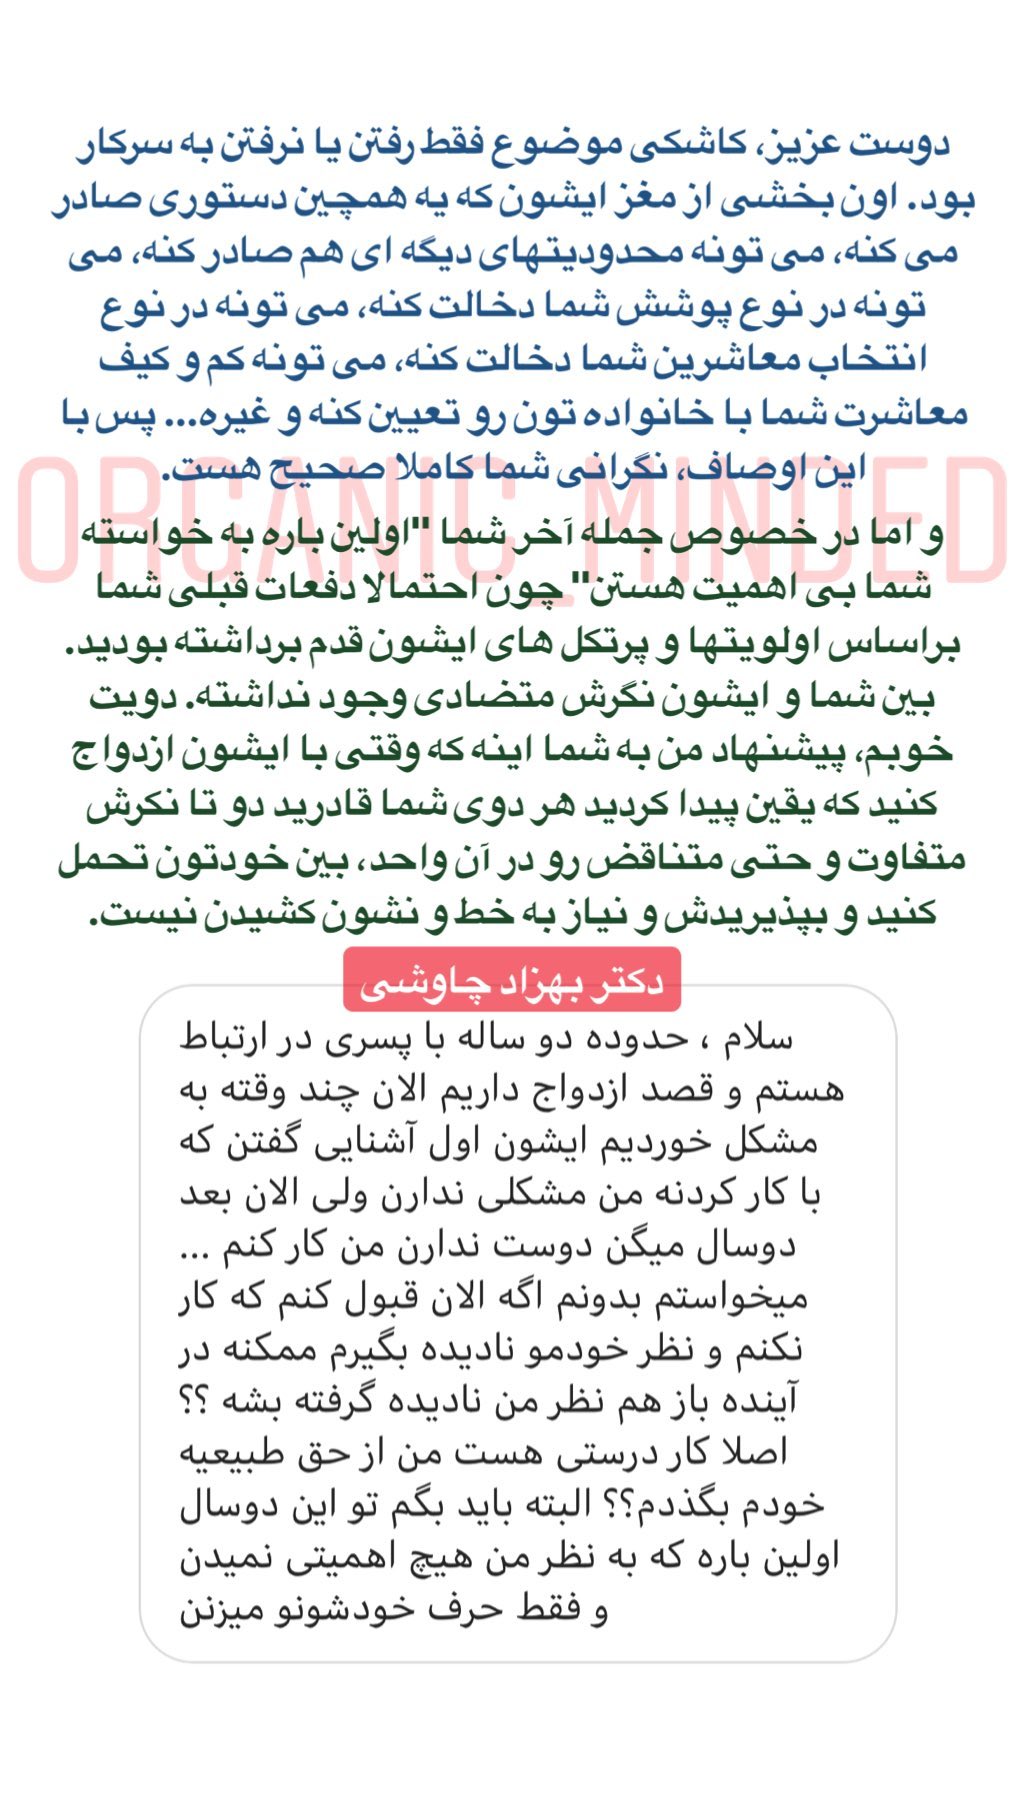 دوست عزیز، کاشکی موضوع فقط رفتن یا نرفتن به سرکار
بود. اون بخشی از مغز ایشون که یه همچین دستوری صادر
می کنه، می تونه محدودیتهای دیگه ای هم صادر کنه، می
تونه در نوع پوشش شما دخالت کنه، می تونه در نوع
انتخاب معاشرین شما دخالت کنه، می تونه کم و کیف
معاشرت شما با خانواده تون رو تعیین کنه و غیره... پس با
این اوصاف، نگرانی شما کاملا صحیح هست.
ORGANIC_MINDED
و اما در خصوص جمله آخر شما "اولین باره به خواسته
شما بی اهمیت هستن" چون احتمالا دفعات قبلی شما
براساس اولویتها و پرتکل های ایشون قدم برداشته بودید.
بین شما و ایشون نگرش متضادی وجود نداشته. دویت
خوبم، پیشنهاد من به شما اینه که وقتی با ایشون ازدواج
کنید که یقین پیدا کردید هر دوی شما قادرید دو تا نکرش
متفاوت و حتی متناقض رو در آن واحد، بین خودتون تحمل
کنید و بپذیریدش و نیاز به خط و نشون کشیدن نیست.
دکتر بهزاد چاوشی
سلام ، حدوده دو ساله با پسری در ارتباط
هستم و قصد ازدواج داریم الان چند وقته به
مشکل خوردیم ایشون اول آشنایی گفتن که
با کار کردنه من مشکلی ندارن ولی الان بعد
دوسال میگن دوست ندارن من کار کنم ...
میخواستم بدونم اگه الان قبول کنم که کار
نکنم و نظر خودمو نادیده بگیرم ممکنه در
آینده باز هم نظر من نادیده گرفته بشه ؟؟
اصلا کار درستی هست من از حق طبیعیه
خودم بگذدم؟؟ البته باید بگم تو این دوسال
اولین باره که به نظر من هیچ اهمیتی نمیدن
و فقط حرف خودشونو میزنن